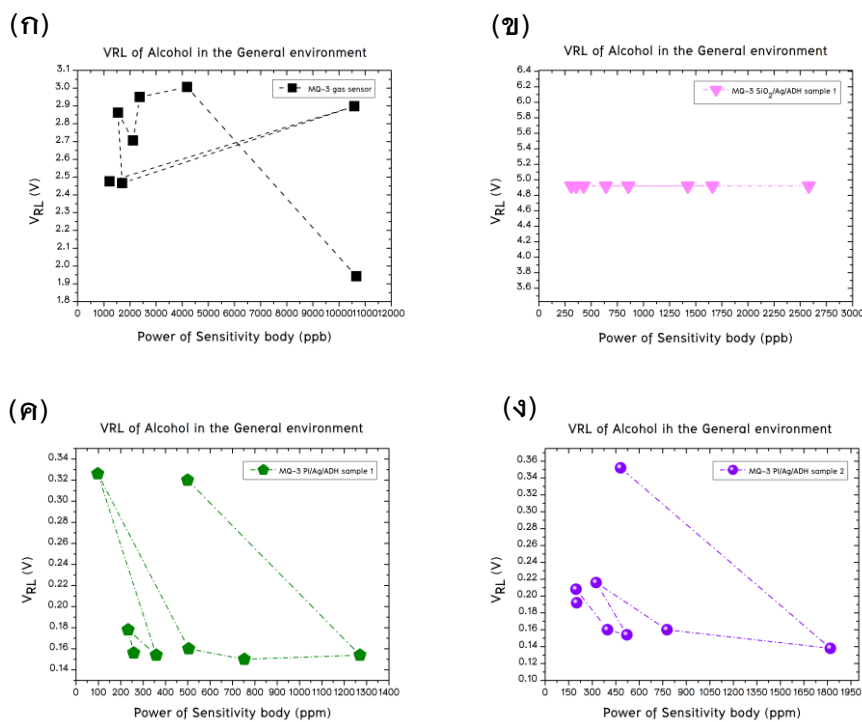 (ก)
VRL of Alcohol in the General environment
MQ-3 gas sensor
3.1
3.0
2.9
2.8
2.7
2.6
2.5
2.4
2.3
2.2
2.1
2.0
1.9
1.8
V_RL (V)
0 1000 2000 3000 4000 5000 6000 7000 8000 9000 10000 11000 12000
Power of Sensitivity body (ppb)
(ข)
VRL of Alcohol in the General environment
MQ-3 SiO2/Ag/ADH sample 1
6.4
6.2
6.0
5.8
5.6
5.4
5.2
5.0
4.8
4.6
4.4
4.2
4.0
3.8
3.6
V_RL (V)
0 250 500 750 1000 1250 1500 1750 2000 2250 2500 2750 3000
Power of Sensitivity body (ppb)
(ค)
VRL of Alcohol in the General environment
MQ-3 PI/Ag/ADH sample 1
0.34
0.32
0.30
0.28
0.26
0.24
0.22
0.20
0.18
0.16
0.14
V_RL (V)
0 100 200 300 400 500 600 700 800 900 1000 1100 1200 1300 1400
Power of Sensitivity body (ppm)
(ง)
VRL of Alcohol ih the General environment
MQ-3 PI/Ag/ADH sample 2
0.36
0.34
0.32
0.30
0.28
0.26
0.24
0.22
0.20
0.18
0.16
0.14
0.12
0.10
V_RL (V)
0 150 300 450 600 750 900 1050 1200 1350 1500 1650 1800 1950
Power of Sensitivity body (ppm)